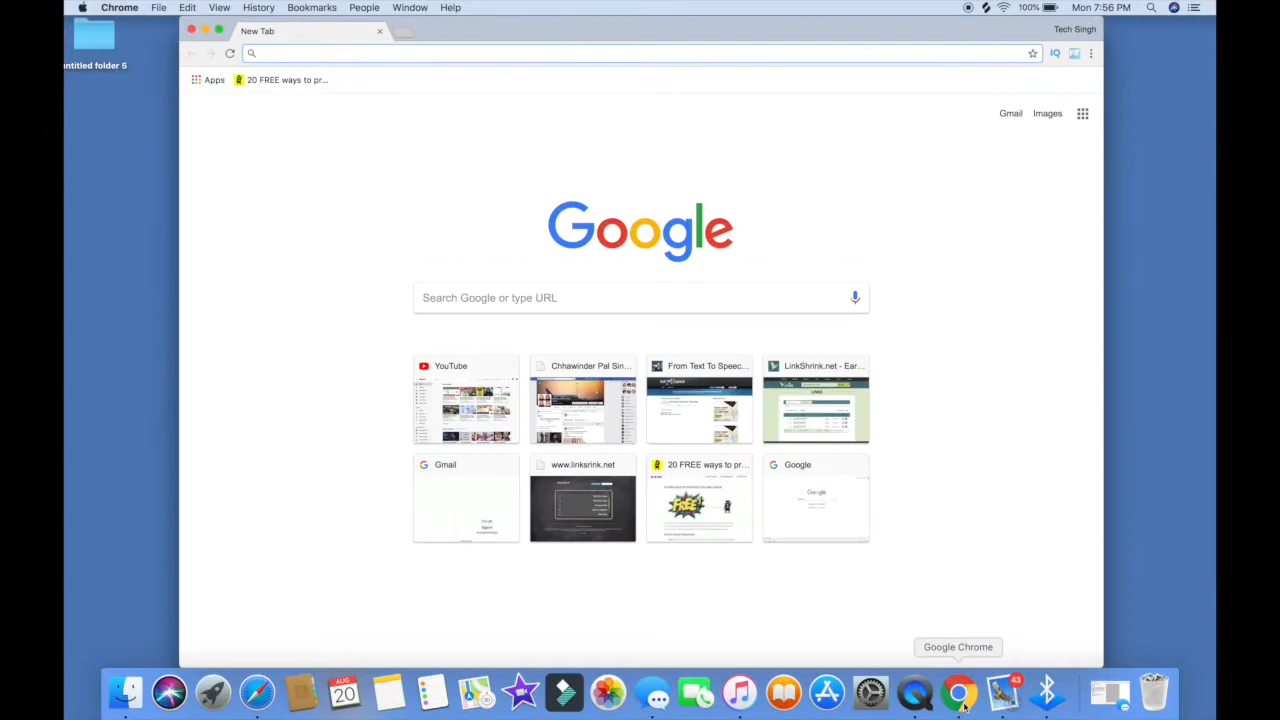 Chrome File Edit View History Bookmarks People Window Help 100% Mon 7:56 PM
untitled folder 5
New Tab
Tech Singh
Apps 20 FREE ways to pr...
Gmail Images
Google
Search Google or type URL
YouTube Chhawinder Pal Sin... From Text To Speec... LinkShrink.net - Ear...
Gmail www.linksrink.net 20 FREE ways to pr... Google
FREE!
Google
Google Chrome
AUG
20
43